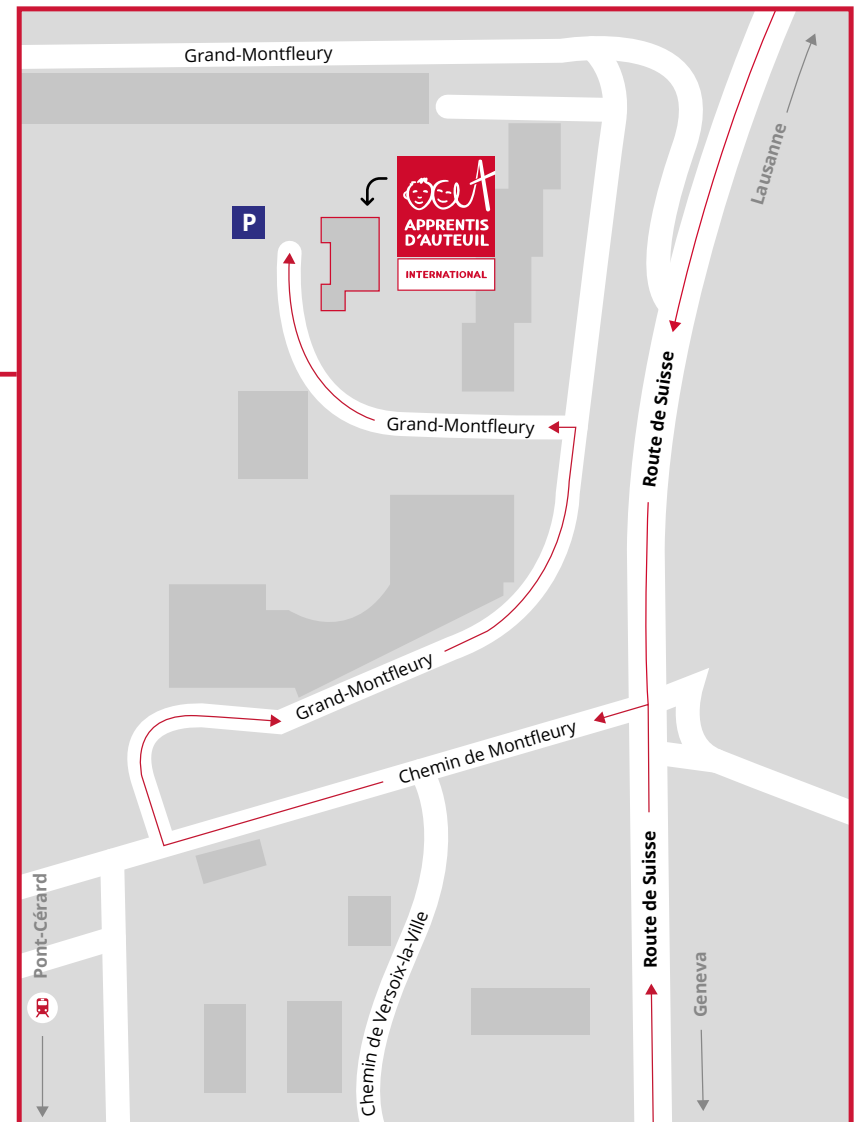 Grand-Montfleury
Lausanne
P
APPRENTIS
D'AUTEUIL
INTERNATIONAL
Route de Suisse
Grand-Montfleury
Grand-Montfleury
Chemin de Montfleury
Route de Suisse
Pont-Cérard
Chemin de Versoix-la-Ville
Geneva